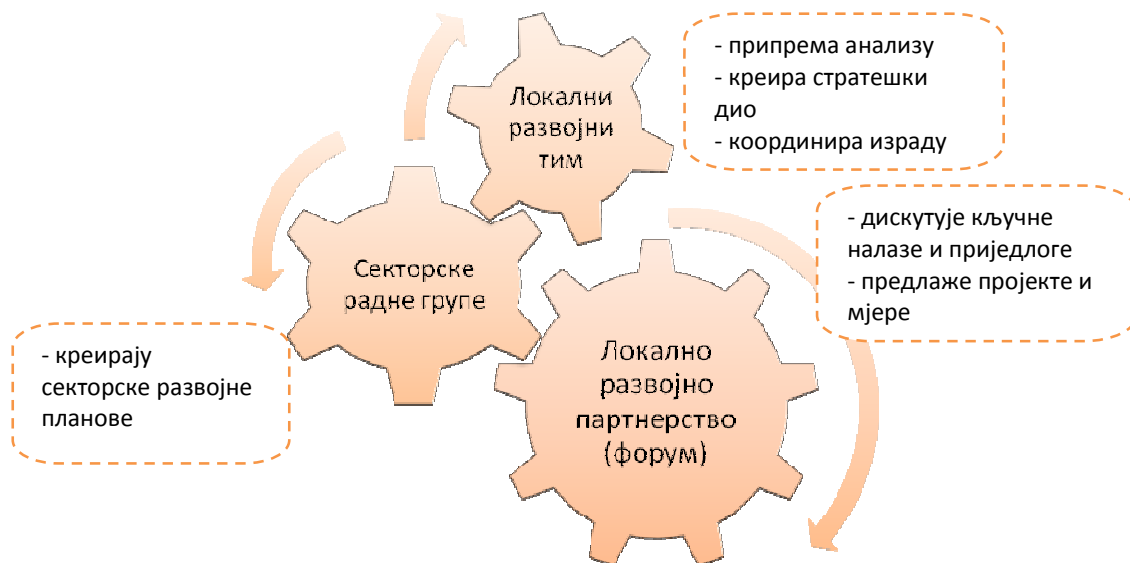 Локални
развојни
тим
- припрема анализу
- креира стратешки
дио
- координира израду
- дискутује кључне
налазе и приједлоге
- предлаже пројекте и
мјере
Секторске
радне групе
- креирају
секторске развојне
планове
Локално
развојно
партнерство
(форум)